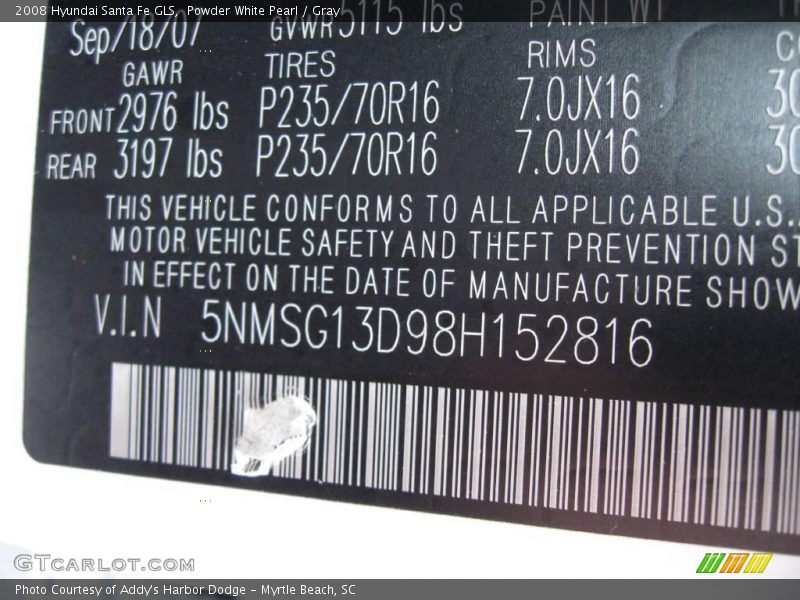 2008 Hyundai Santa Fe GLS, Powder White Pearl / Gray
Sep/18/07 GVWR 5115 lbs PAINT WT
GAWR TIRES RIMS
FRONT 2976 lbs P235/70R16 7.0JX16
REAR 3197 lbs P235/70R16 7.0JX16
THIS VEHICLE CONFORMS TO ALL APPLICABLE U.S.
MOTOR VEHICLE SAFETY AND THEFT PREVENTION ST
IN EFFECT ON THE DATE OF MANUFACTURE SHOW
V.I.N 5NMSG13D98H152816
GTCARLOT.COM
Photo Courtesy of Addy's Harbor Dodge – Myrtle Beach, SC